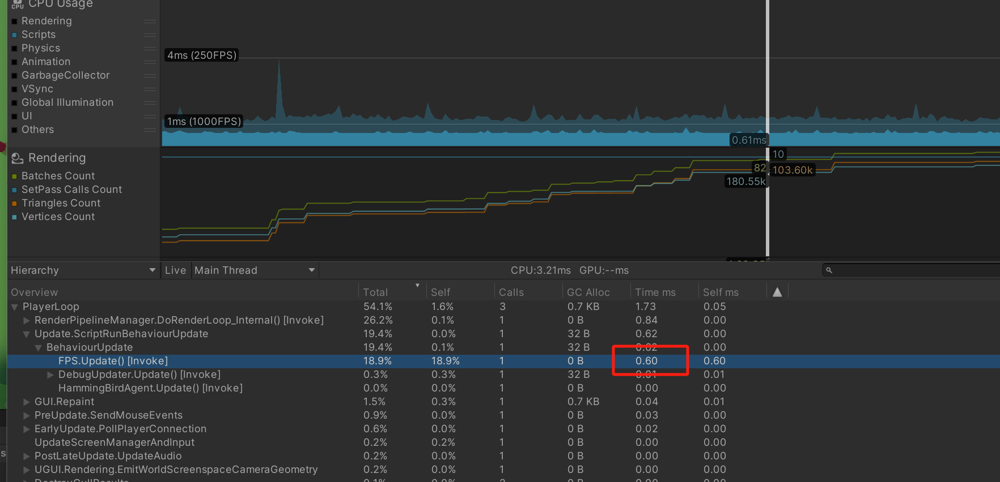 CPU CPU Usage
Rendering
Scripts
Physics
Animation
GarbageCollector
VSync
Global Illumination
UI
Others
4ms (250FPS)
1ms (1000FPS)
0.61ms
Rendering
Batches Count
SetPass Calls Count
Triangles Count
Vertices Count
10
82
103.60k
180.55k
Hierarchy Live Main Thread CPU:3.21ms GPU:--ms
Overview Total Self Calls GC Alloc Time ms Self ms
PlayerLoop 54.1% 1.6% 3 0.7 KB 1.73 0.05
RenderPipelineManager.DoRenderLoop_Internal() [Invoke] 26.2% 0.1% 1 0 B 0.84 0.00
Update.ScriptRunBehaviourUpdate 19.4% 0.0% 1 32 B 0.62 0.00
BehaviourUpdate 19.4% 0.1% 1 32 B 0.62 0.00
FPS.Update() [Invoke] 18.9% 18.9% 1 0 B 0.60 0.60
DebugUpdater.Update() [Invoke] 0.3% 0.3% 1 32 B 0.01 0.01
HammingBirdAgent.Update() [Invoke] 0.0% 0.0% 1 0 B 0.00 0.00
GUI.Repaint 1.5% 0.3% 1 0.7 KB 0.04 0.01
PreUpdate.SendMouseEvents 0.9% 0.0% 1 0 B 0.03 0.00
EarlyUpdate.PollPlayerConnection 0.6% 0.0% 1 0 B 0.02 0.00
UpdateScreenManagerAndInput 0.2% 0.2% 1 0 B 0.00 0.00
PostLateUpdate.UpdateAudio 0.2% 0.0% 1 0 B 0.00 0.00
UGUI.Rendering.EmitWorldScreenspaceCameraGeometry 0.2% 0.0% 1 0 B 0.00 0.00